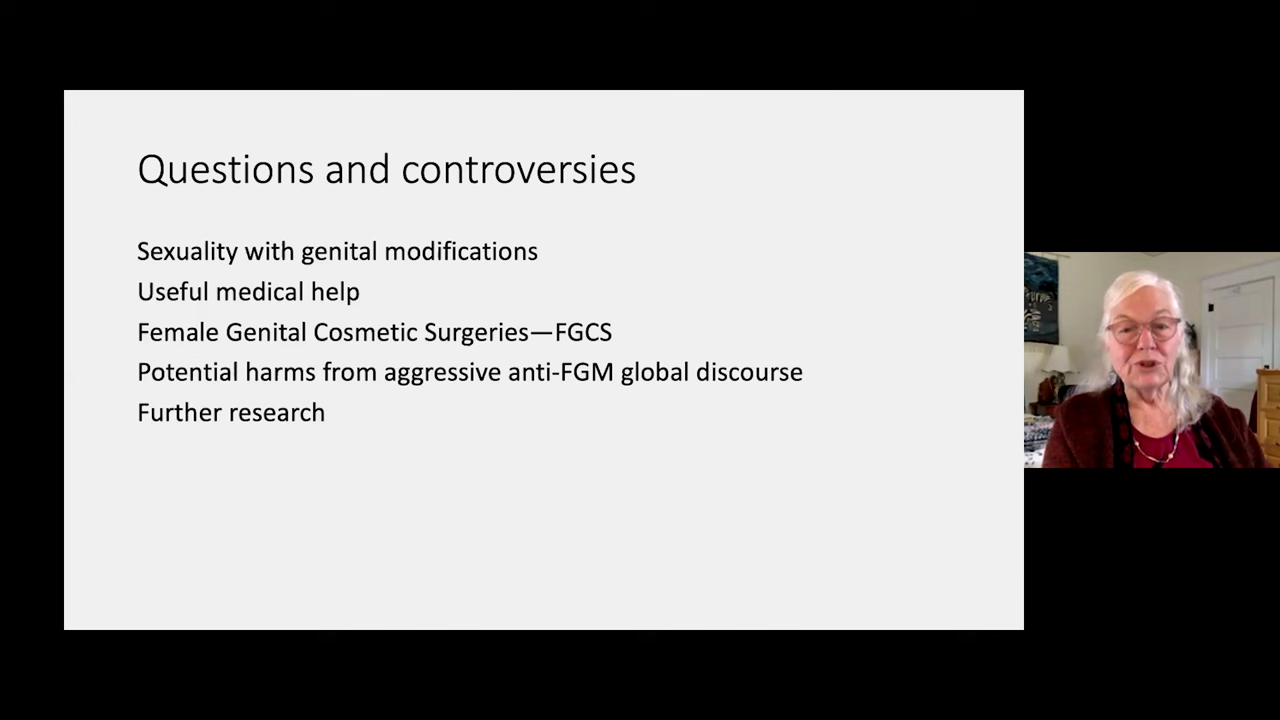 Questions and controversies
Sexuality with genital modifications
Useful medical help
Female Genital Cosmetic Surgeries—FGCS
Potential harms from aggressive anti-FGM global discourse
Further research